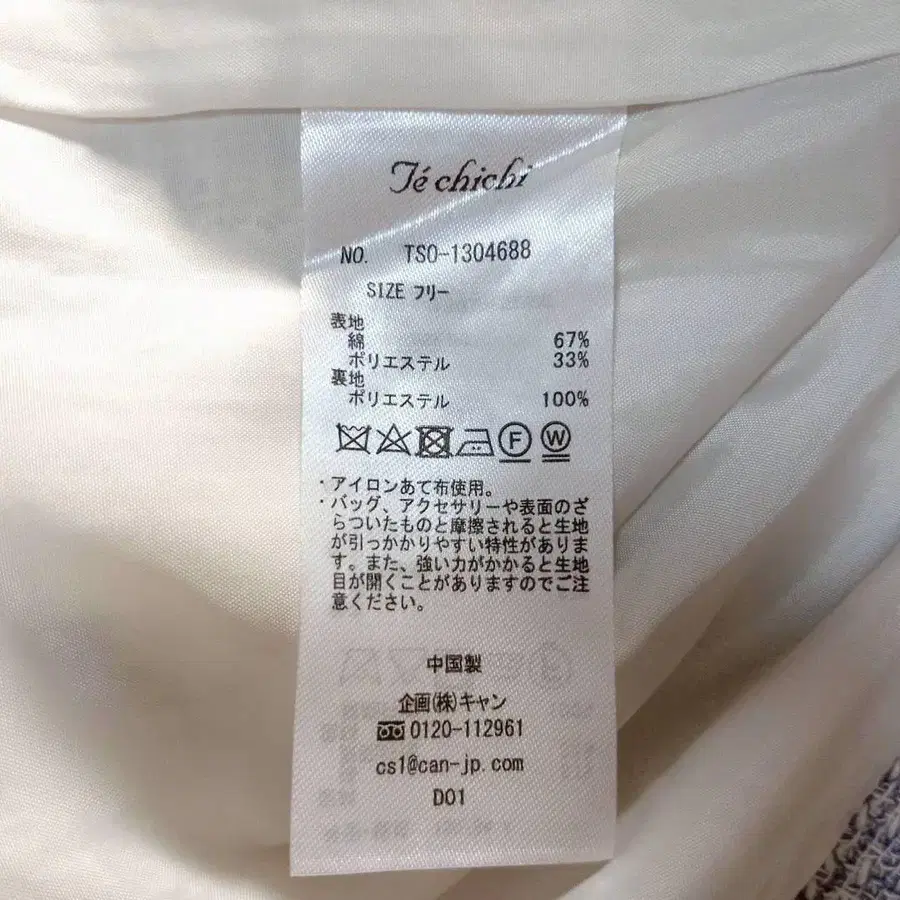 Té chichi
NO. TSO-1304688
SIZE フリー
表地
綿 67%
ポリエステル 33%
裏地
ポリエステル 100%
F W
・アイロンあて布使用。
・バッグ、アクセサリーや表面のざ
らついたものと摩擦されると生地
が引っかかりやすい特性がありま
す。また、強い力がかかると生地
目が開くことがありますのでご注
意ください。
中国製
企画(株)キャン
0120-112961
cs1@can-jp.com
D01